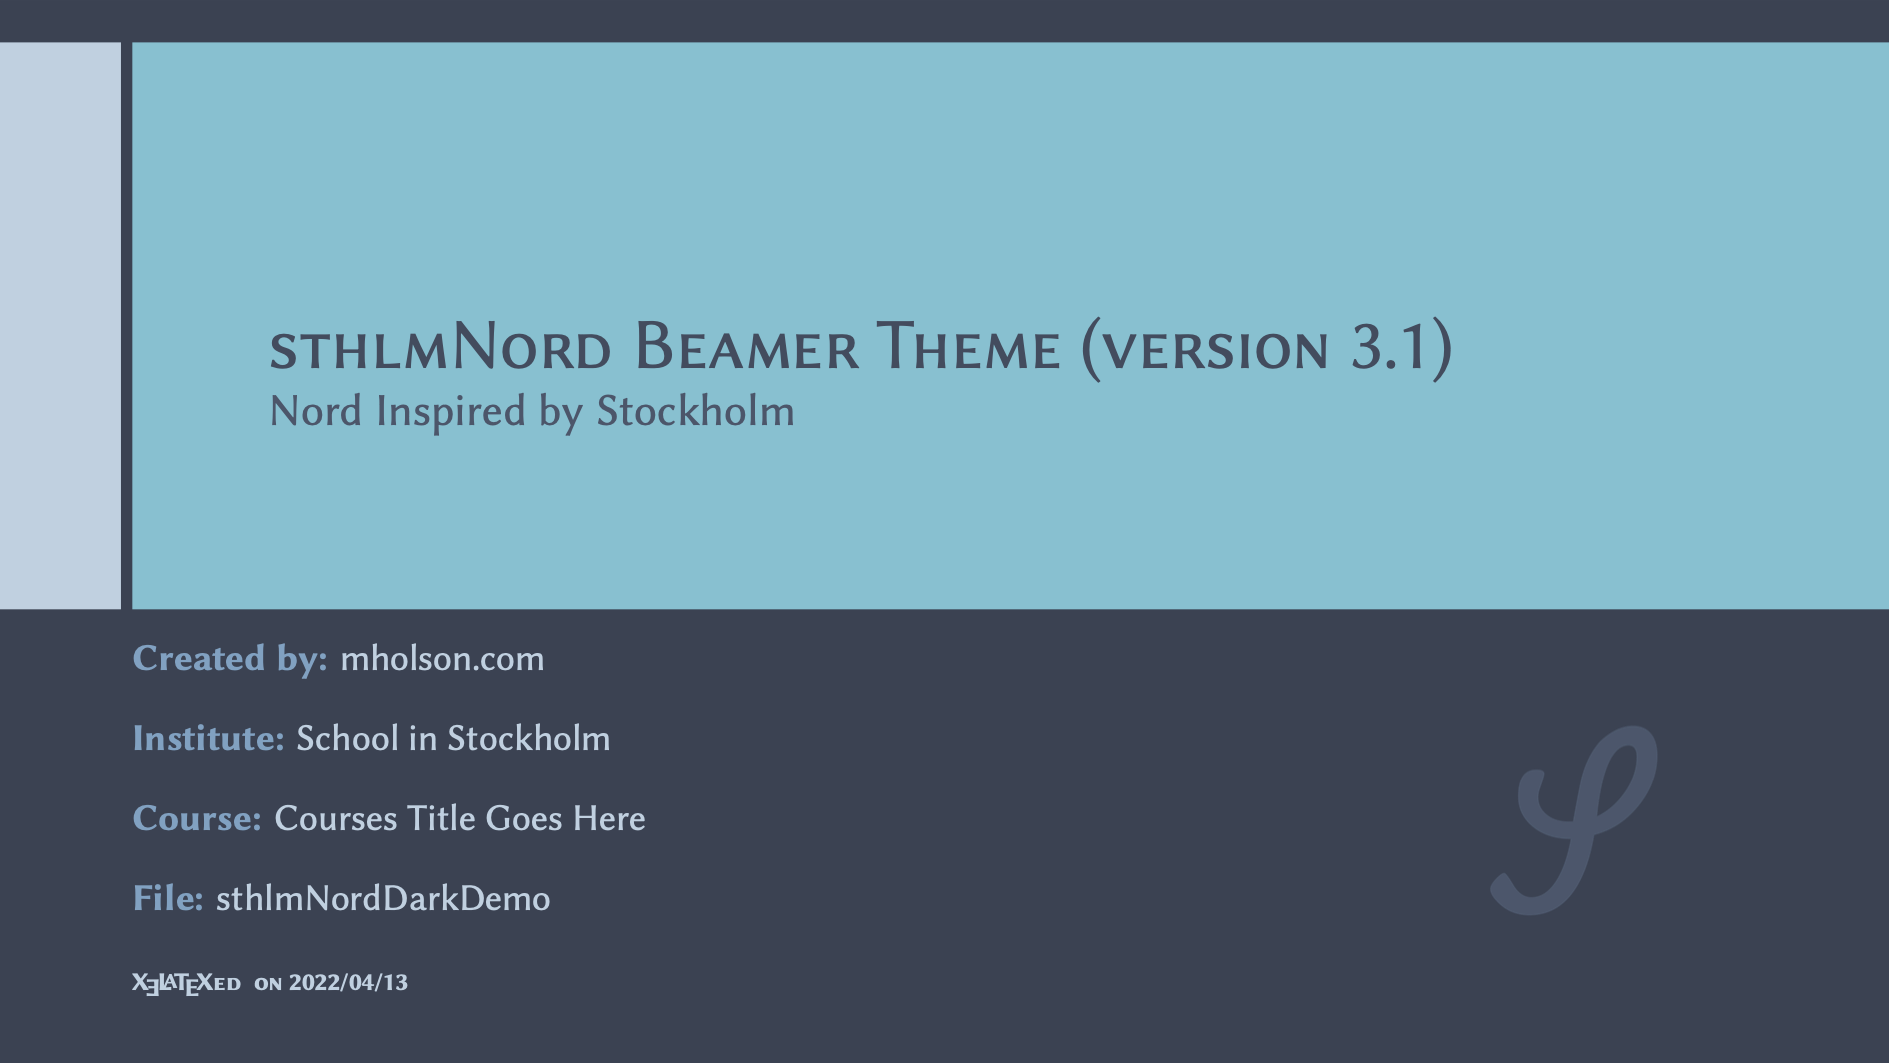 sthlmNord Beamer Theme (version 3.1)
Nord Inspired by Stockholm
Created by: mholson.com
Institute: School in Stockholm
Course: Courses Title Goes Here
File: sthlmNordDarkDemo
XƎLATEXed on 2022/04/13